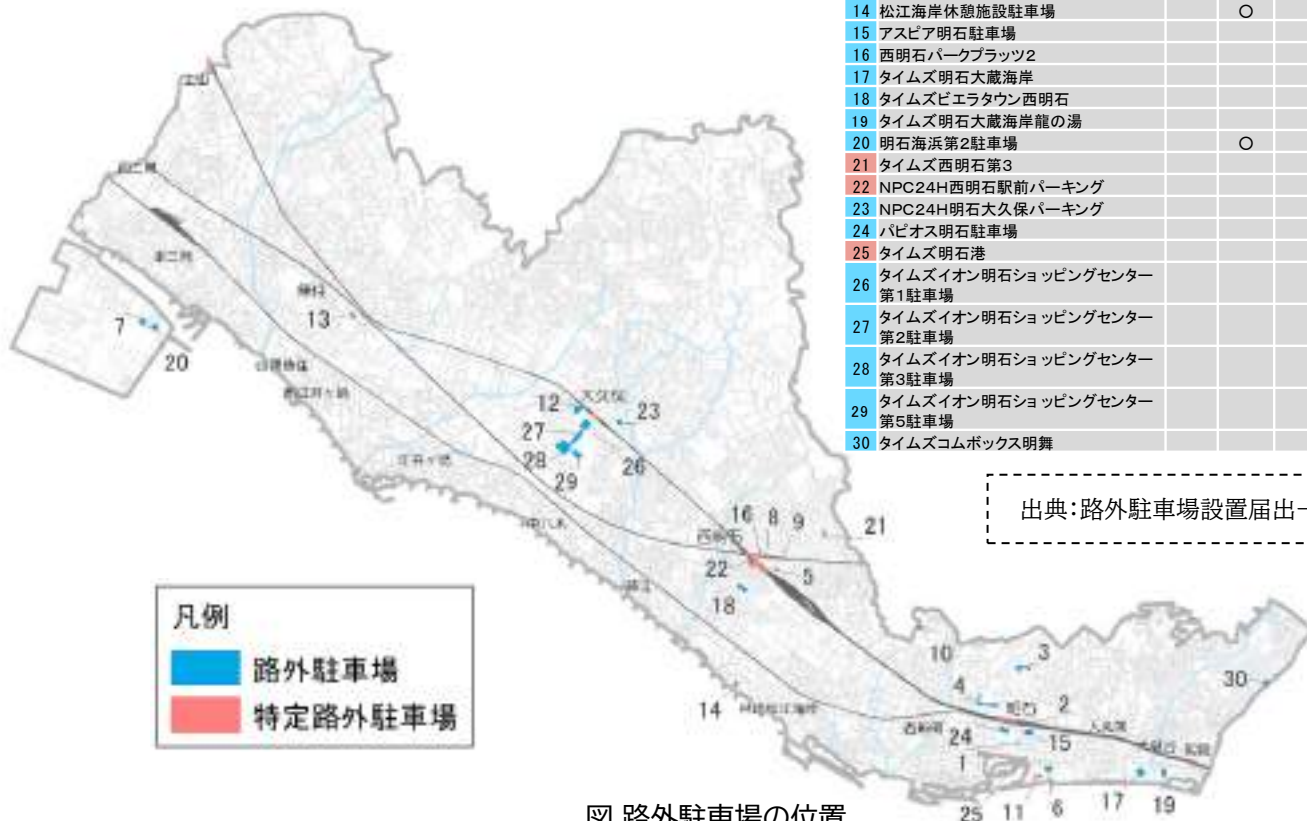 14 松江海岸休憩施設駐車場 ○
15 アスピア明石駐車場
16 西明石パークプラッツ2
17 タイムズ明石大蔵海岸
18 タイムズビエラタウン西明石
19 タイムズ明石大蔵海岸龍の湯
20 明石海浜第2駐車場 ○
21 タイムズ西明石第3
22 NPC24H西明石駅前パーキング
23 NPC24H明石大久保パーキング
24 パピオス明石駐車場
25 タイムズ明石港
26 タイムズイオン明石ショッピングセンター
第1駐車場
27 タイムズイオン明石ショッピングセンター
第2駐車場
28 タイムズイオン明石ショッピングセンター
第3駐車場
29 タイムズイオン明石ショッピングセンター
第5駐車場
30 タイムズコムボックス明舞
出典:路外駐車場設置届出
7
20
13
12
大久保
23
27
28
29
26
16 8 9
21
西明石
22
5
18
10
3
4
明石
2
30
14
24
15
1
25 11 6 17 19
凡例
路外駐車場
特定路外駐車場
図 路外駐車場の位置